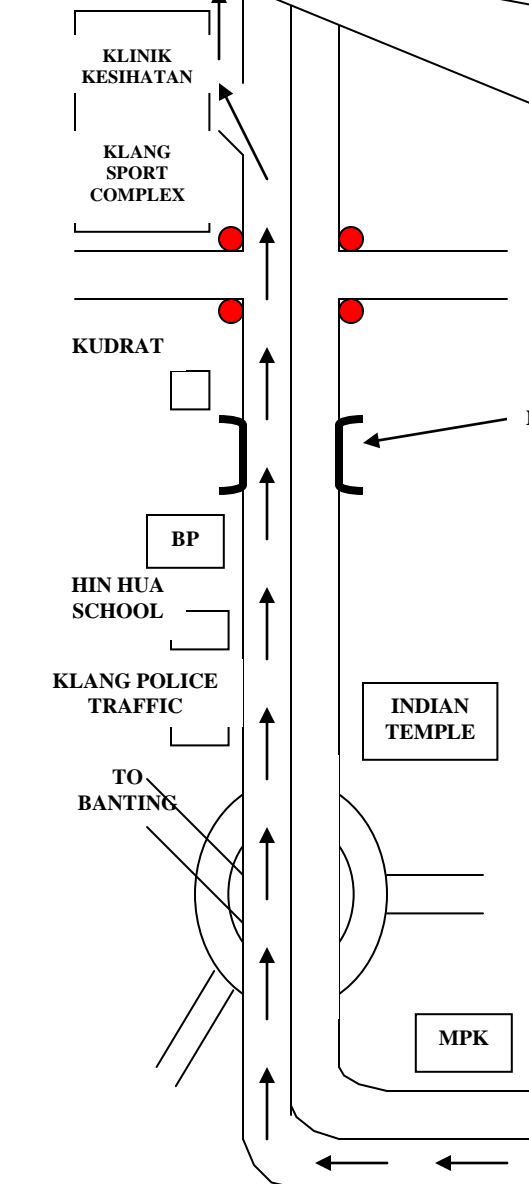 KLINIK
KESIHATAN
KLANG
SPORT
COMPLEX
KUDRAT
BP
HIN HUA
SCHOOL
KLANG POLICE
TRAFFIC
INDIAN
TEMPLE
TO
BANTING
MPK